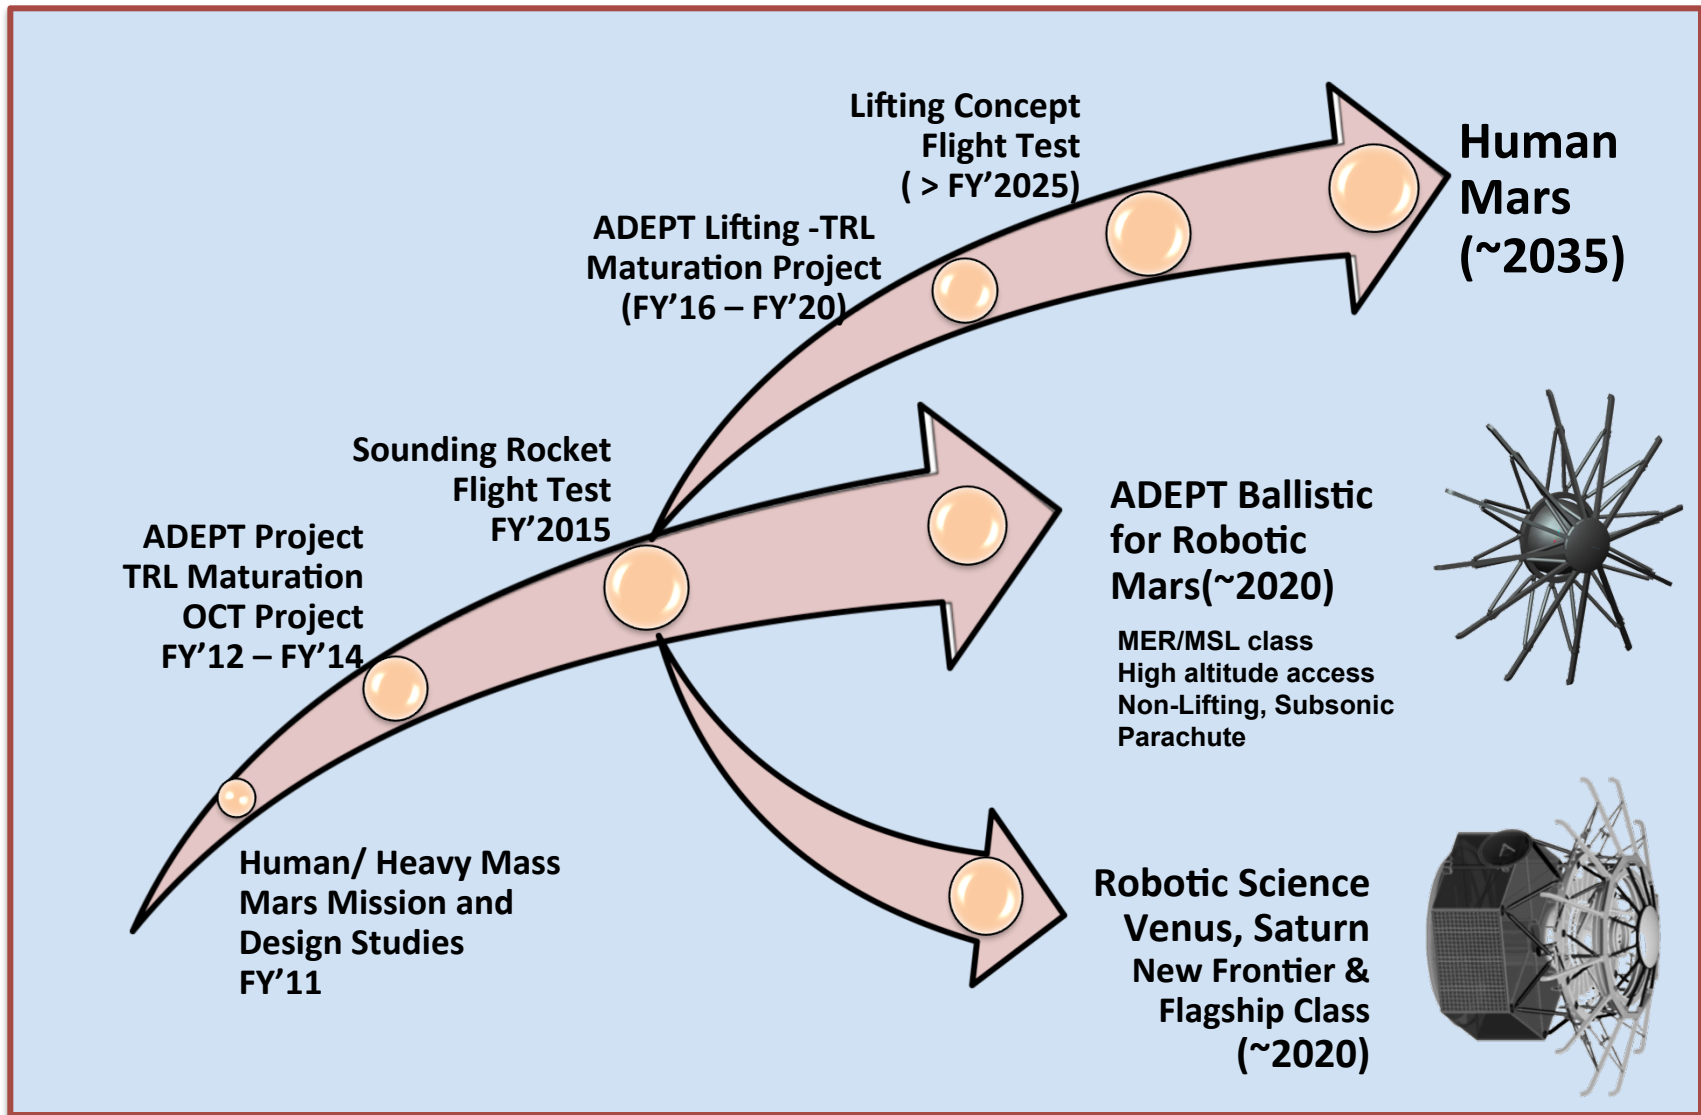 Lifting Concept
Flight Test
( > FY'2025)
Human
Mars
(~2035)
ADEPT Lifting -TRL
Maturation Project
(FY'16 – FY'20)
Sounding Rocket
Flight Test
FY'2015
ADEPT Project
TRL Maturation
OCT Project
FY'12 – FY'14
ADEPT Ballistic
for Robotic
Mars(~2020)
MER/MSL class
High altitude access
Non-Lifting, Subsonic
Parachute
Human/ Heavy Mass
Mars Mission and
Design Studies
FY'11
Robotic Science
Venus, Saturn
New Frontier &
Flagship Class
(~2020)